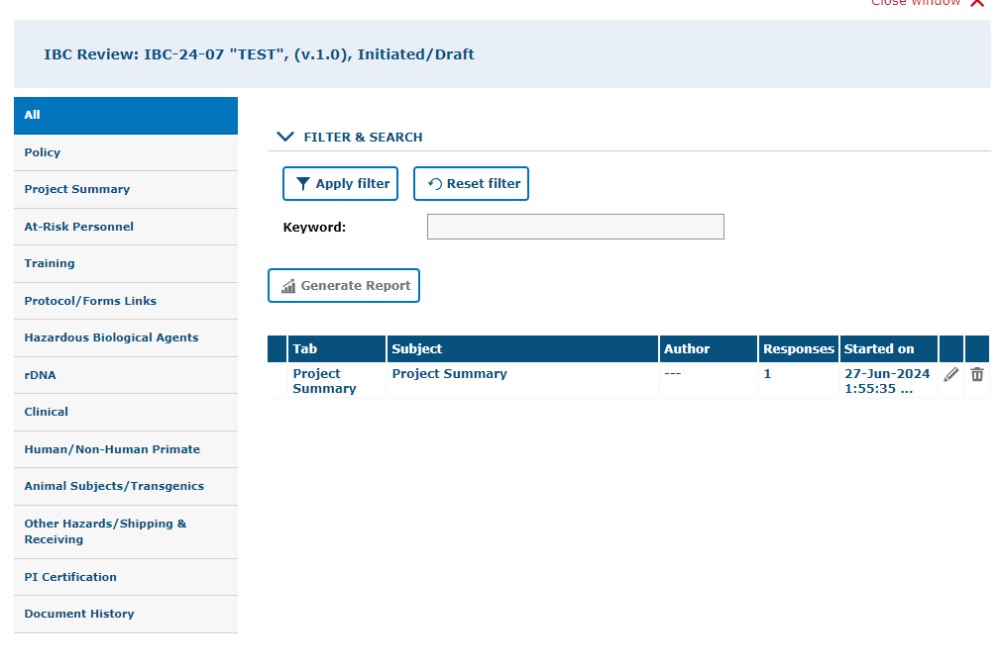 Close window
IBC Review: IBC-24-07 "TEST", (v.1.0), Initiated/Draft
All
Policy
Project Summary
At-Risk Personnel
Training
Protocol/Forms Links
Hazardous Biological Agents
rDNA
Clinical
Human/Non-Human Primate
Animal Subjects/Transgenics
Other Hazards/Shipping &
Receiving
PI Certification
Document History
FILTER & SEARCH
Apply filter Reset filter
Keyword:
Generate Report
Tab Subject Author Responses Started on
Project Project Summary --- 1 27-Jun-2024
Summary 1:55:35 ...